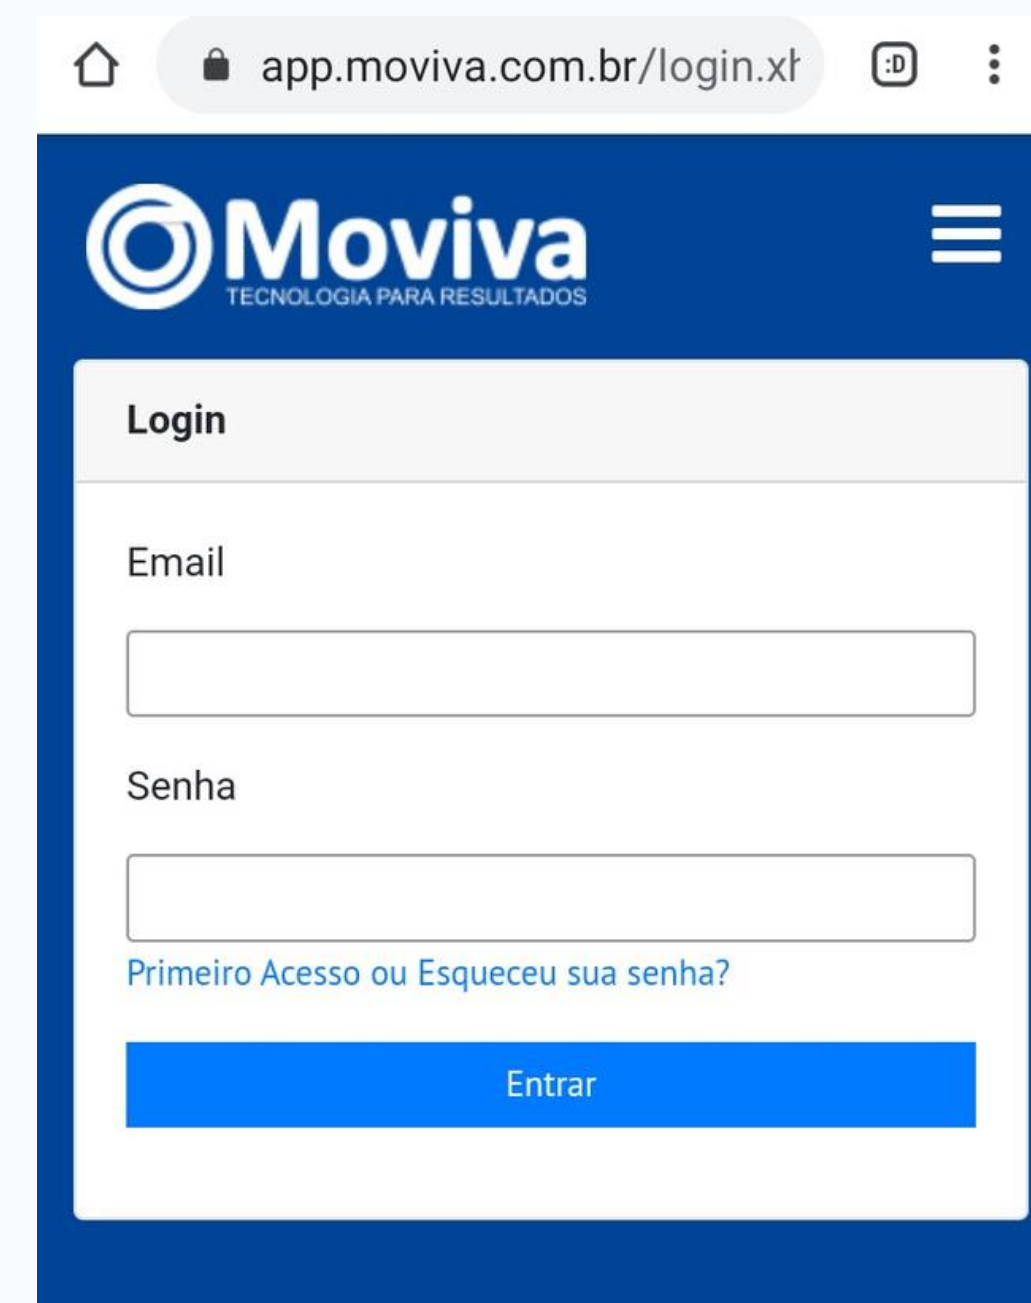 app.moviva.com.br/login.xh
:D
Moviva
TECNOLOGIA PARA RESULTADOS
Login
Email
Senha
Primeiro Acesso ou Esqueceu sua senha?
Entrar